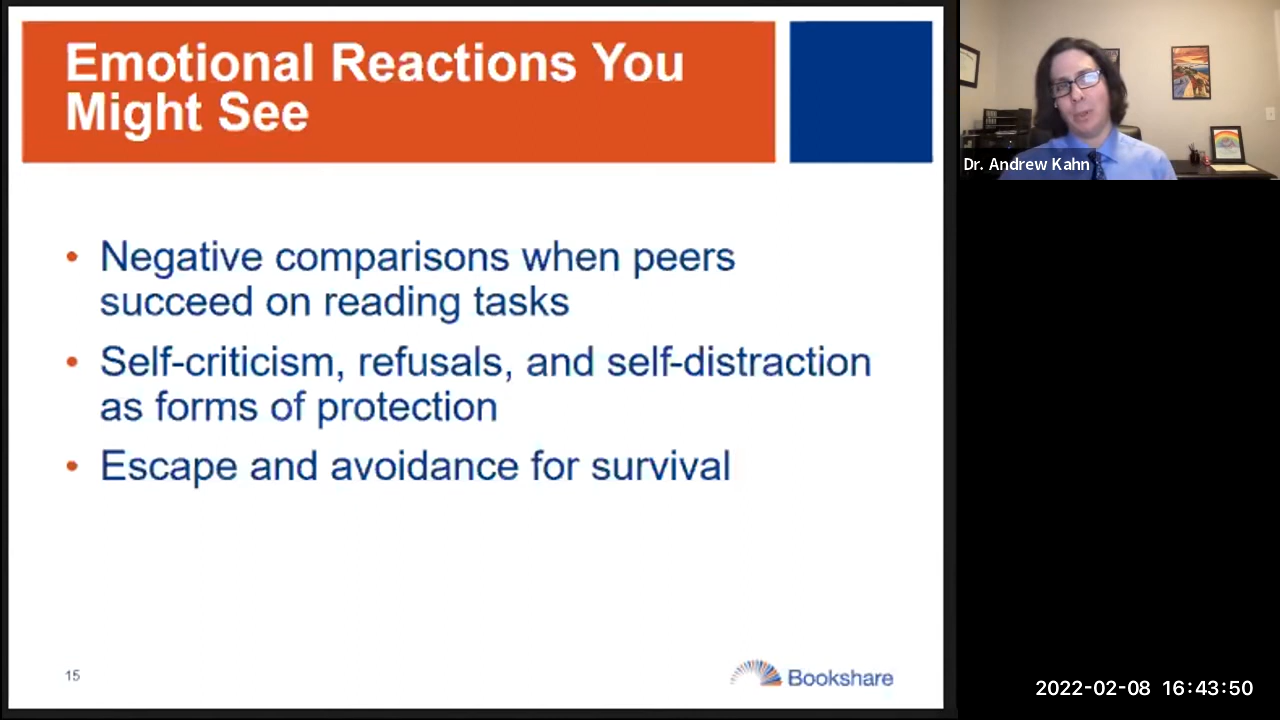 Emotional Reactions You
Might See
• Negative comparisons when peers
succeed on reading tasks
• Self-criticism, refusals, and self-distraction
as forms of protection
• Escape and avoidance for survival
15
Bookshare
Dr. Andrew Kahn
2022-02-08 16:43:50